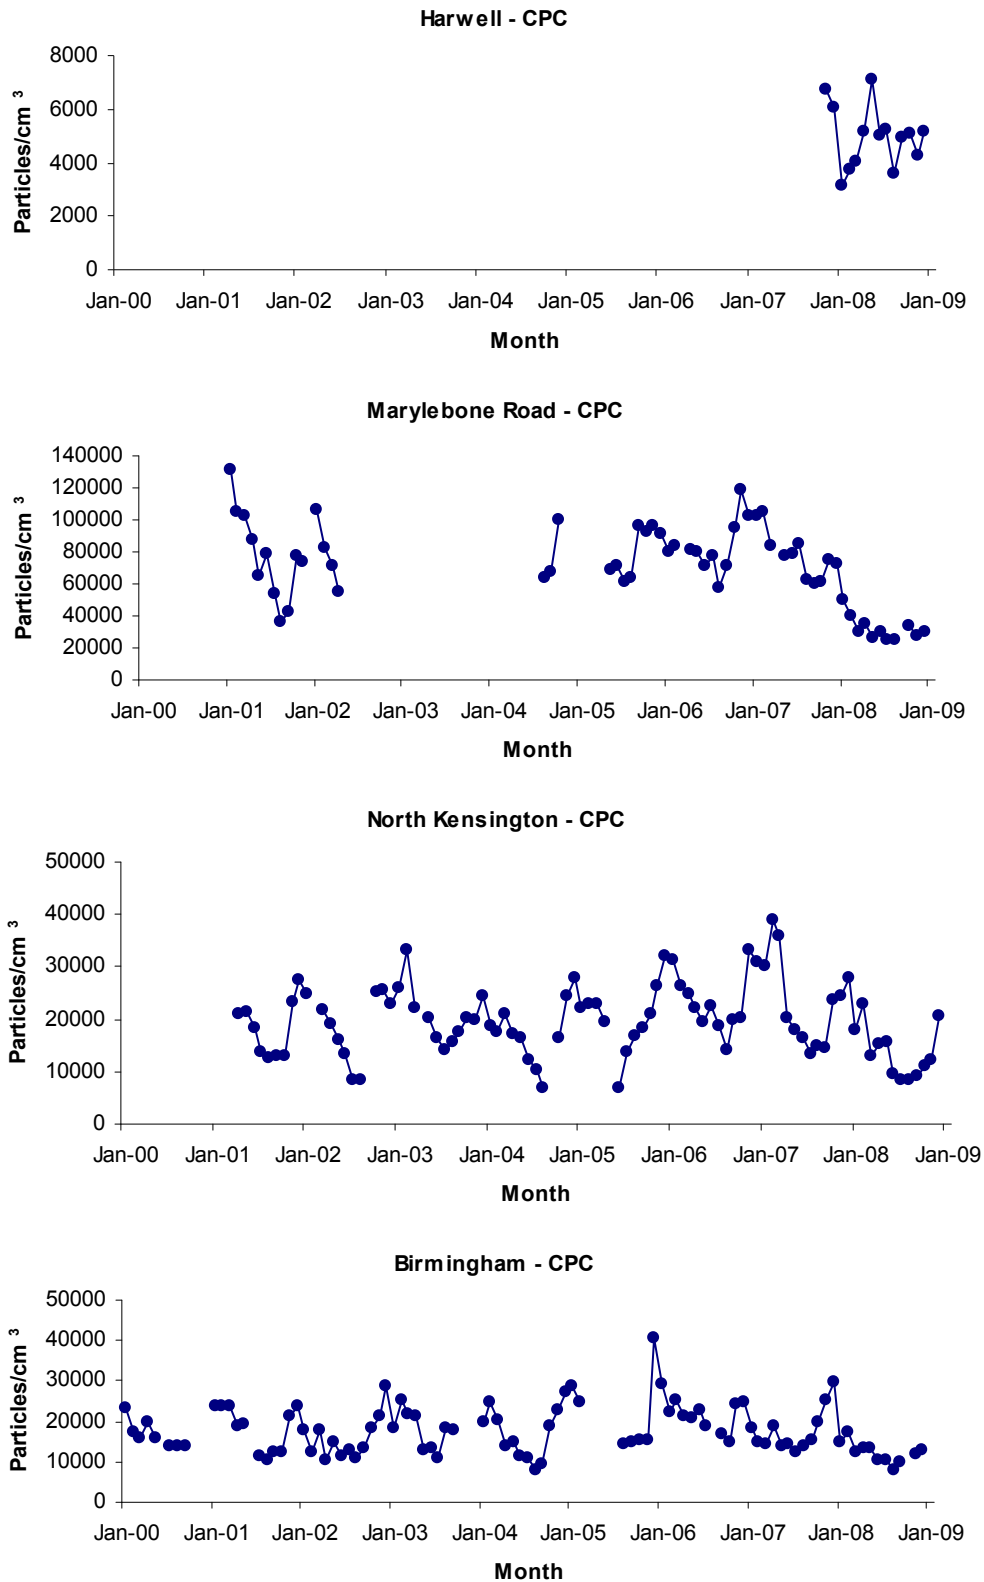 Harwell - CPC
8000
6000
4000
2000
0
Particles/cm 3
Jan-00 Jan-01 Jan-02 Jan-03 Jan-04 Jan-05 Jan-06 Jan-07 Jan-08 Jan-09
Month
Marylebone Road - CPC
140000
120000
100000
80000
60000
40000
20000
0
Particles/cm 3
Jan-00 Jan-01 Jan-02 Jan-03 Jan-04 Jan-05 Jan-06 Jan-07 Jan-08 Jan-09
Month
North Kensington - CPC
50000
40000
30000
20000
10000
0
Particles/cm 3
Jan-00 Jan-01 Jan-02 Jan-03 Jan-04 Jan-05 Jan-06 Jan-07 Jan-08 Jan-09
Month
Birmingham - CPC
50000
40000
30000
20000
10000
0
Particles/cm 3
Jan-00 Jan-01 Jan-02 Jan-03 Jan-04 Jan-05 Jan-06 Jan-07 Jan-08 Jan-09
Month